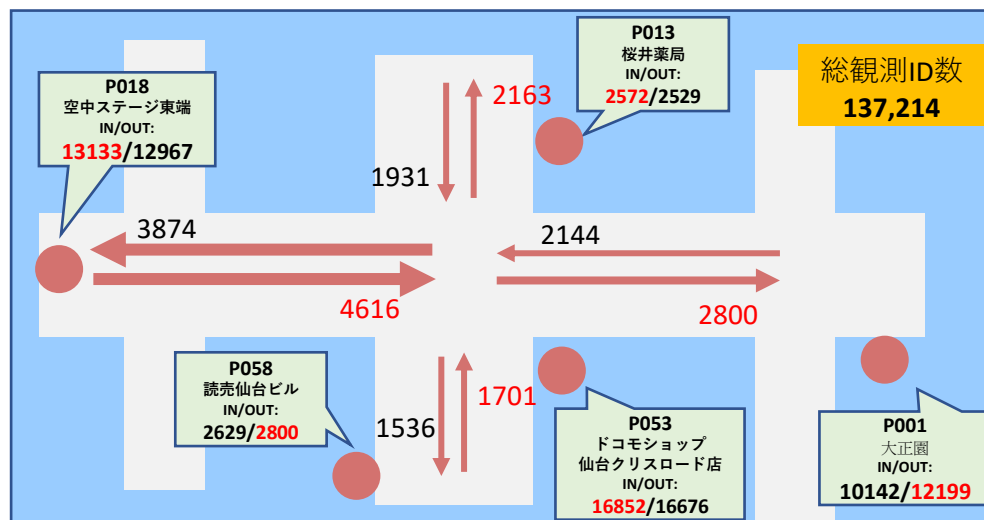 P018
空中ステージ東端
IN/OUT:
13133/12967
P013
桜井薬局
IN/OUT:
2572/2529
総観測ID数
137,214
2163
1931
3874
2144
4616
2800
P058
読売仙台ビル
IN/OUT:
2629/2800
1701
1536
P053
ドコモショップ
仙台クリスロード店
IN/OUT:
16852/16676
P001
大正園
IN/OUT:
10142/12199